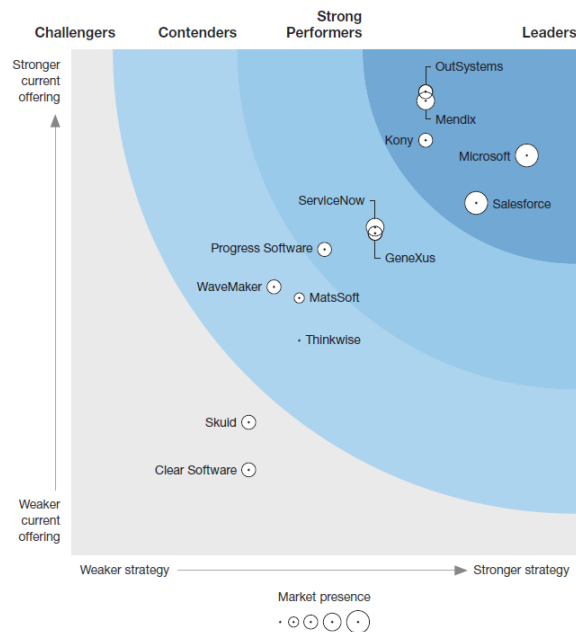 Challengers
Contenders
Strong
Performers
Leaders
Stronger
current
offering
OutSystems
Mendix
Kony
Microsoft
ServiceNow
Salesforce
Progress Software
GeneXus
WaveMaker
MatsSoft
Thinkwise
Skuid
Clear Software
Weaker
current
offering
Weaker strategy
Stronger strategy
Market presence